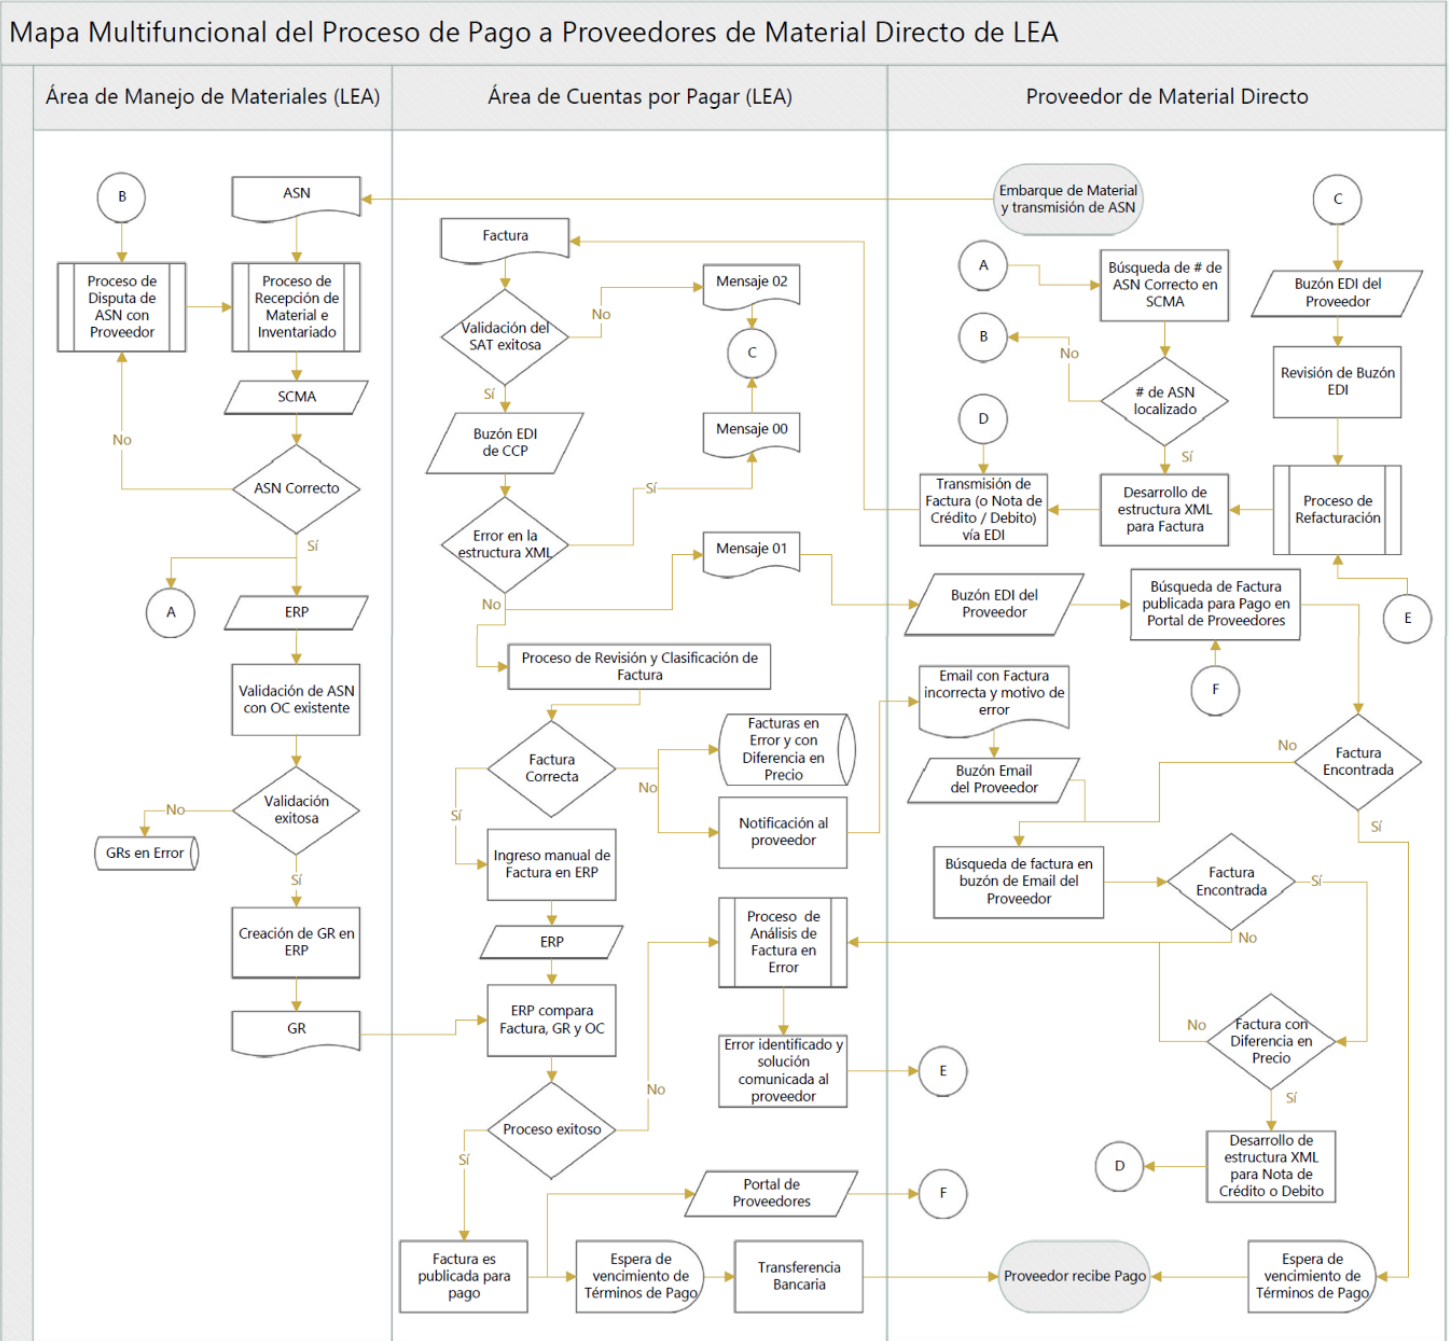 Mapa Multifuncional del Proceso de Pago a Proveedores de Material Directo de LEA
Área de Manejo de Materiales (LEA)
Área de Cuentas por Pagar (LEA)
Proveedor de Material Directo
B
ASN
Proceso de
Disputa de
ASN con
Proveedor
Proceso de
Recepción de
Material e
Inventariado
SCMA
No
ASN Correcto
Sí
A
ERP
Validación de ASN
con OC existente
Validación
exitosa
No
GRs en Error
Sí
Creación de GR en
ERP
GR
Factura
Validación del
SAT exitosa
No
Mensaje 02
C
Sí
Buzón EDI
de CCP
Mensaje 00
Error en la
estructura XML
Sí
Mensaje 01
No
Proceso de Revisión y Clasificación de
Factura
Factura
Correcta
Facturas en
Error y con
Diferencia en
Precio
No
Sí
Notificación al
proveedor
Ingreso manual de
Factura en ERP
ERP
Proceso de
Análisis de
Factura en
Error
ERP compara
Factura, GR y OC
Error identificado y
solución
comunicada al
proveedor
No
Proceso exitoso
Sí
Portal de
Proveedores
Factura es
publicada para
pago
Espera de
vencimiento de
Términos de Pago
Transferencia
Bancaria
Embarque de Material
y transmisión de ASN
C
A
Búsqueda de # de
ASN Correcto en
SCMA
Buzón EDI del
Proveedor
B
No
# de ASN
localizado
Revisión de Buzón
EDI
D
Sí
Transmisión de
Factura (o Nota de
Crédito / Debito)
vía EDI
Desarrollo de
estructura XML
para Factura
Proceso de
Refacturación
Buzón EDI del
Proveedor
Búsqueda de Factura
publicada para Pago en
Portal de Proveedores
E
F
Email con Factura
incorrecta y motivo de
error
No
Factura
Encontrada
Buzón Email
del Proveedor
Sí
Búsqueda de factura en
buzón de Email del
Proveedor
Factura
Encontrada
Sí
No
No
Factura con
Diferencia en
Precio
E
Sí
D
Desarrollo de
estructura XML
para Nota de
Crédito o Debito
F
Proveedor recibe Pago
Espera de
vencimiento de
Términos de Pago